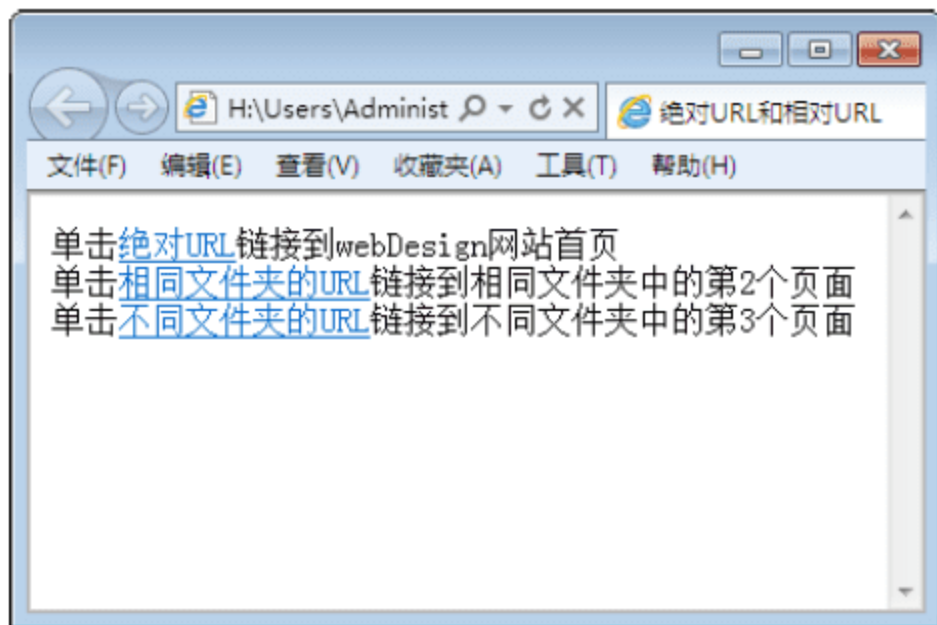 H:\Users\Administ
绝对URL和相对URL
文件(F) 编辑(E) 查看(V) 收藏夹(A) 工具(T) 帮助(H)
单击绝对URL链接到webDesign网站首页
单击相同文件夹的URL链接到相同文件夹中的第2个页面
单击不同文件夹的URL链接到不同文件夹中的第3个页面